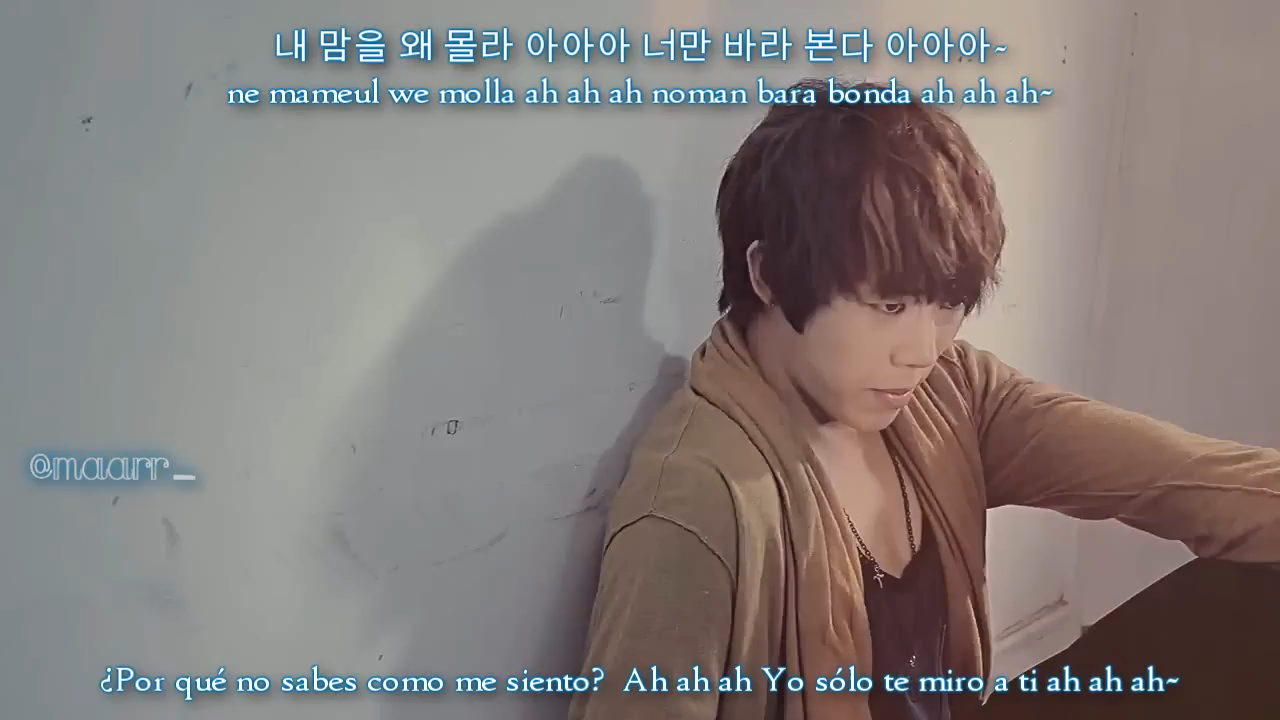 내 맘을 왜 몰라 아아아 너만 바라 본다 아아아~
ne mameul we molla ah ah ah noman bara bonda ah ah ah~
@maarr_
¿Por qué no sabes como me siento? Ah ah ah Yo sólo te miro a ti ah ah ah~